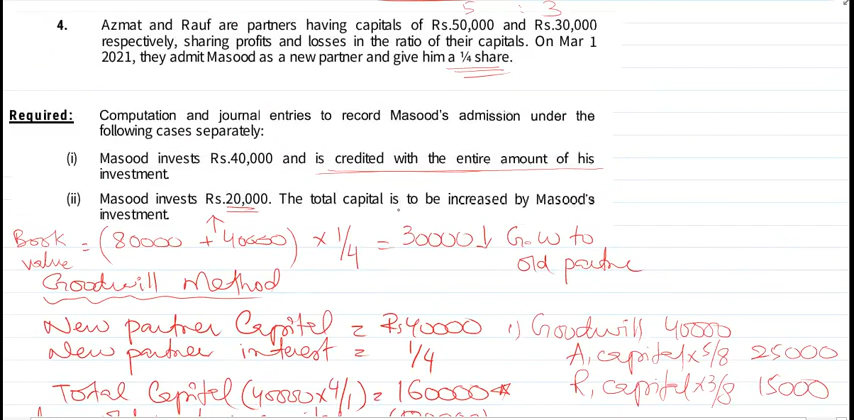 5 : 3
4. Azmat and Rauf are partners having capitals of Rs.50,000 and Rs.30,000
respectively, sharing profits and losses in the ratio of their capitals. On Mar 1
2021, they admit Masood as a new partner and give him a ¼ share.
Required: Computation and journal entries to record Masood's admission under the
following cases separately:
(i) Masood invests Rs.40,000 and is credited with the entire amount of his
investment.
(ii) Masood invests Rs.20,000. The total capital is to be increased by Masood's
investment.
Book value = (80000 + 40000) × 1/4 = 30000 ↓ G.w to
old partne
Goodwill Method
New partner Capital = Rs40000 1) Goodwill 40000
New partner interest = 1/4 A, capital x 5/8 25000
Total Capital (40000 x 4/1) = 160000 R, capital x 3/8 15000